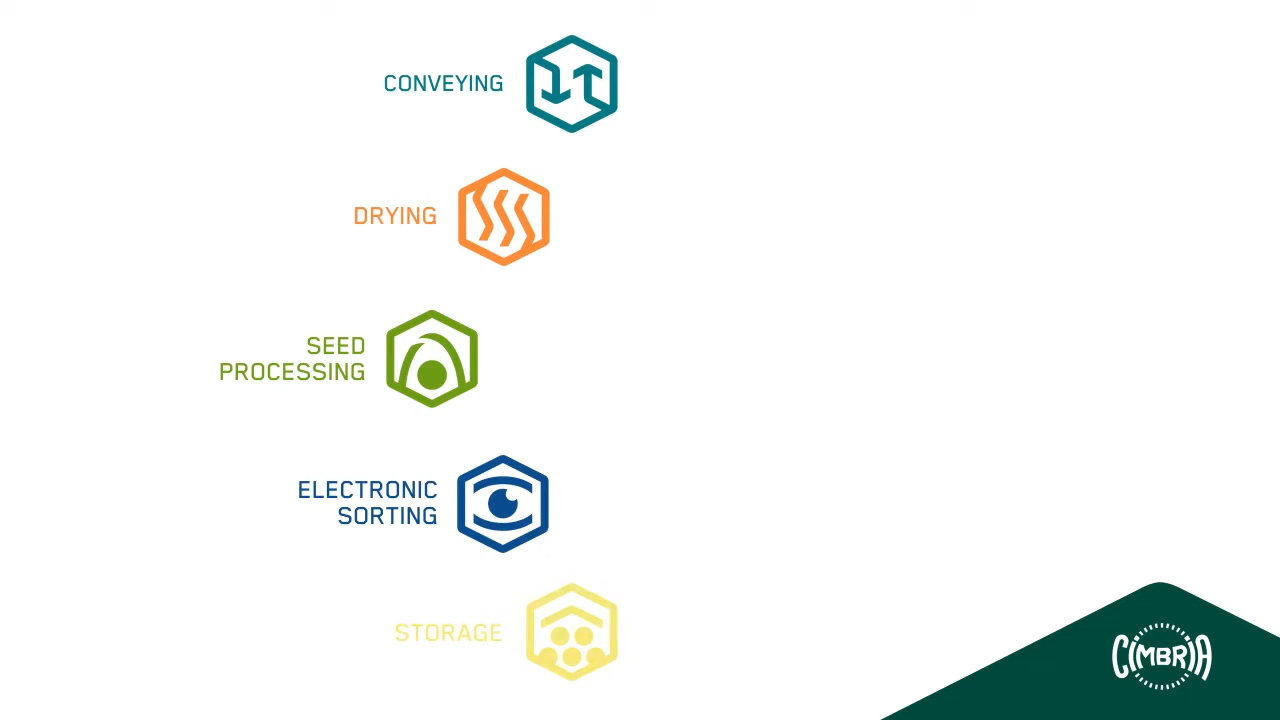 CONVEYING
DRYING
SEED
PROCESSING
ELECTRONIC
SORTING
STORAGE
CIMBRIA